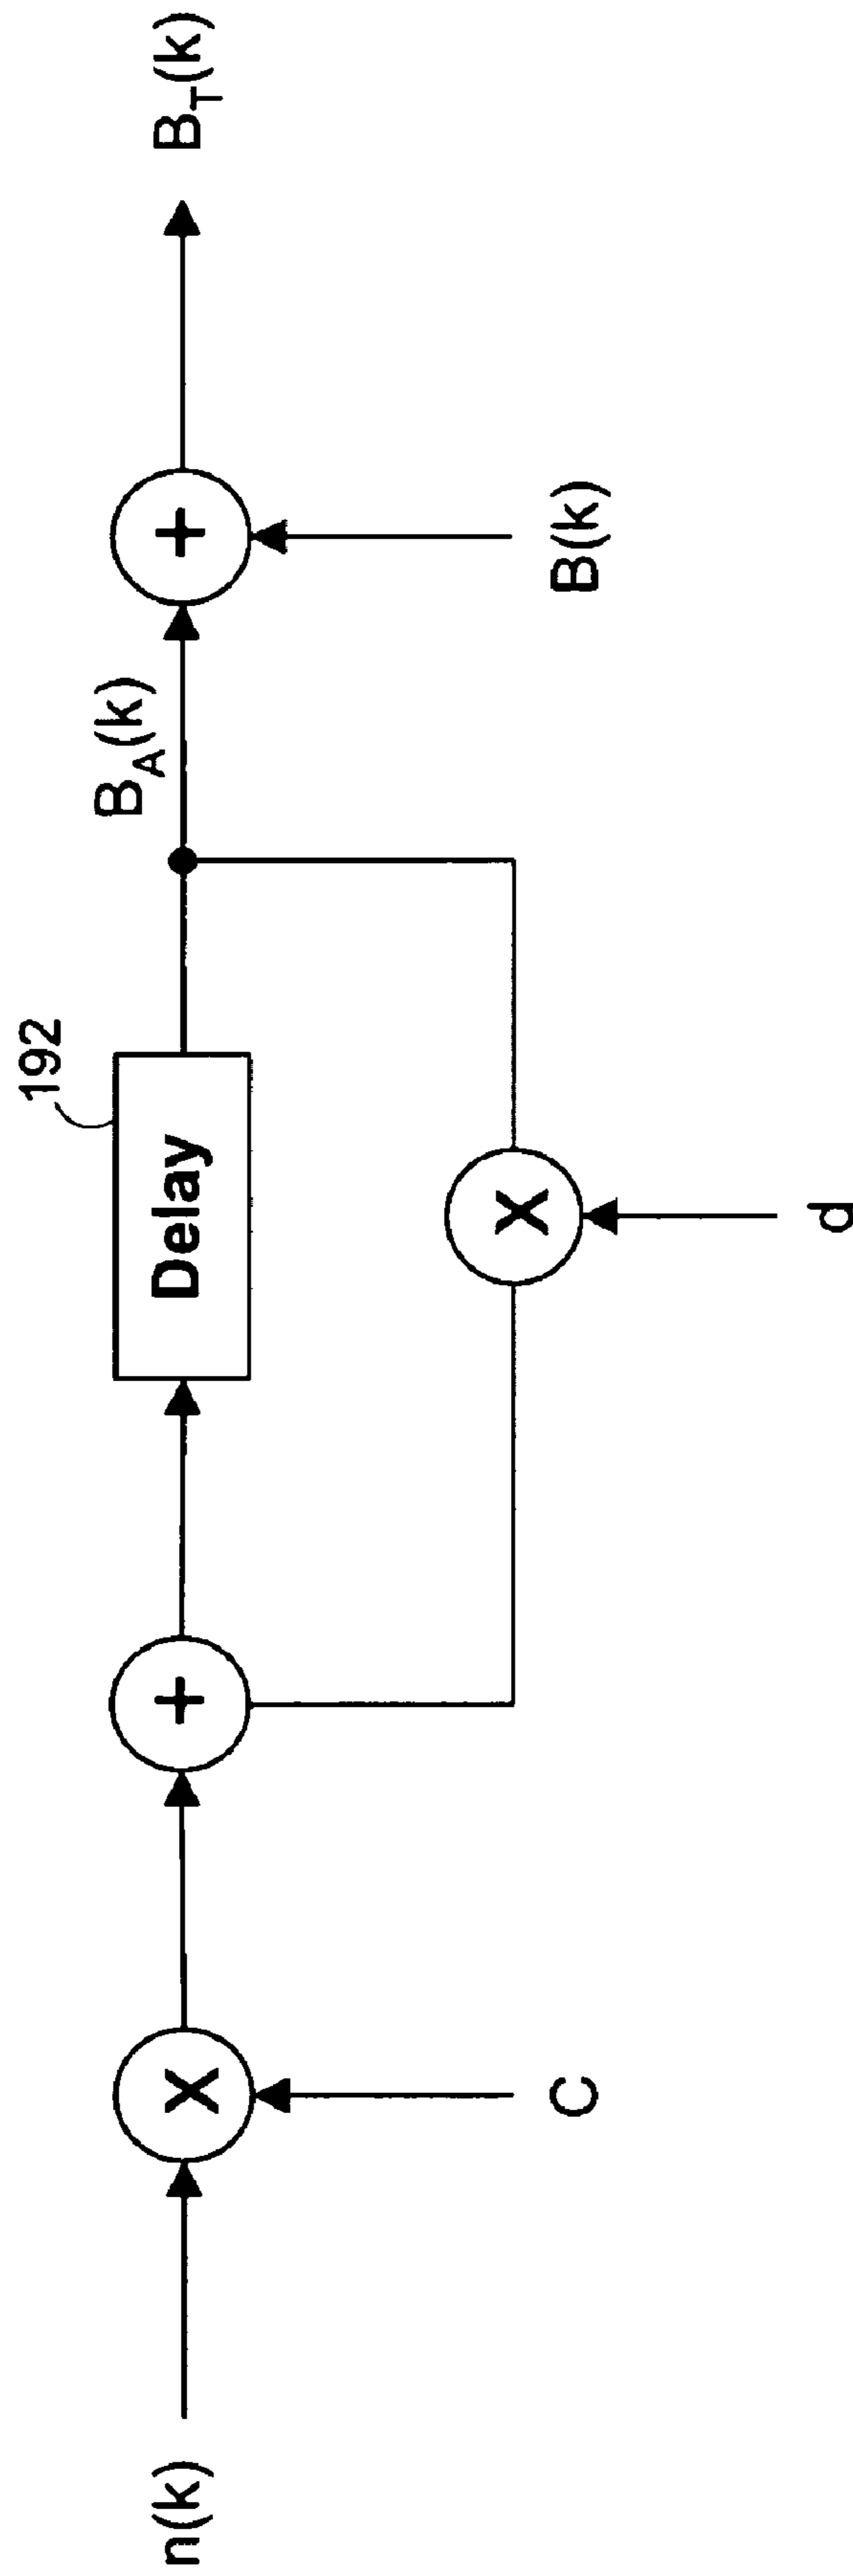 n(k)
X
C
+
Delay
192
X
d
B_A(k)
+
B(k)
B_T(k)